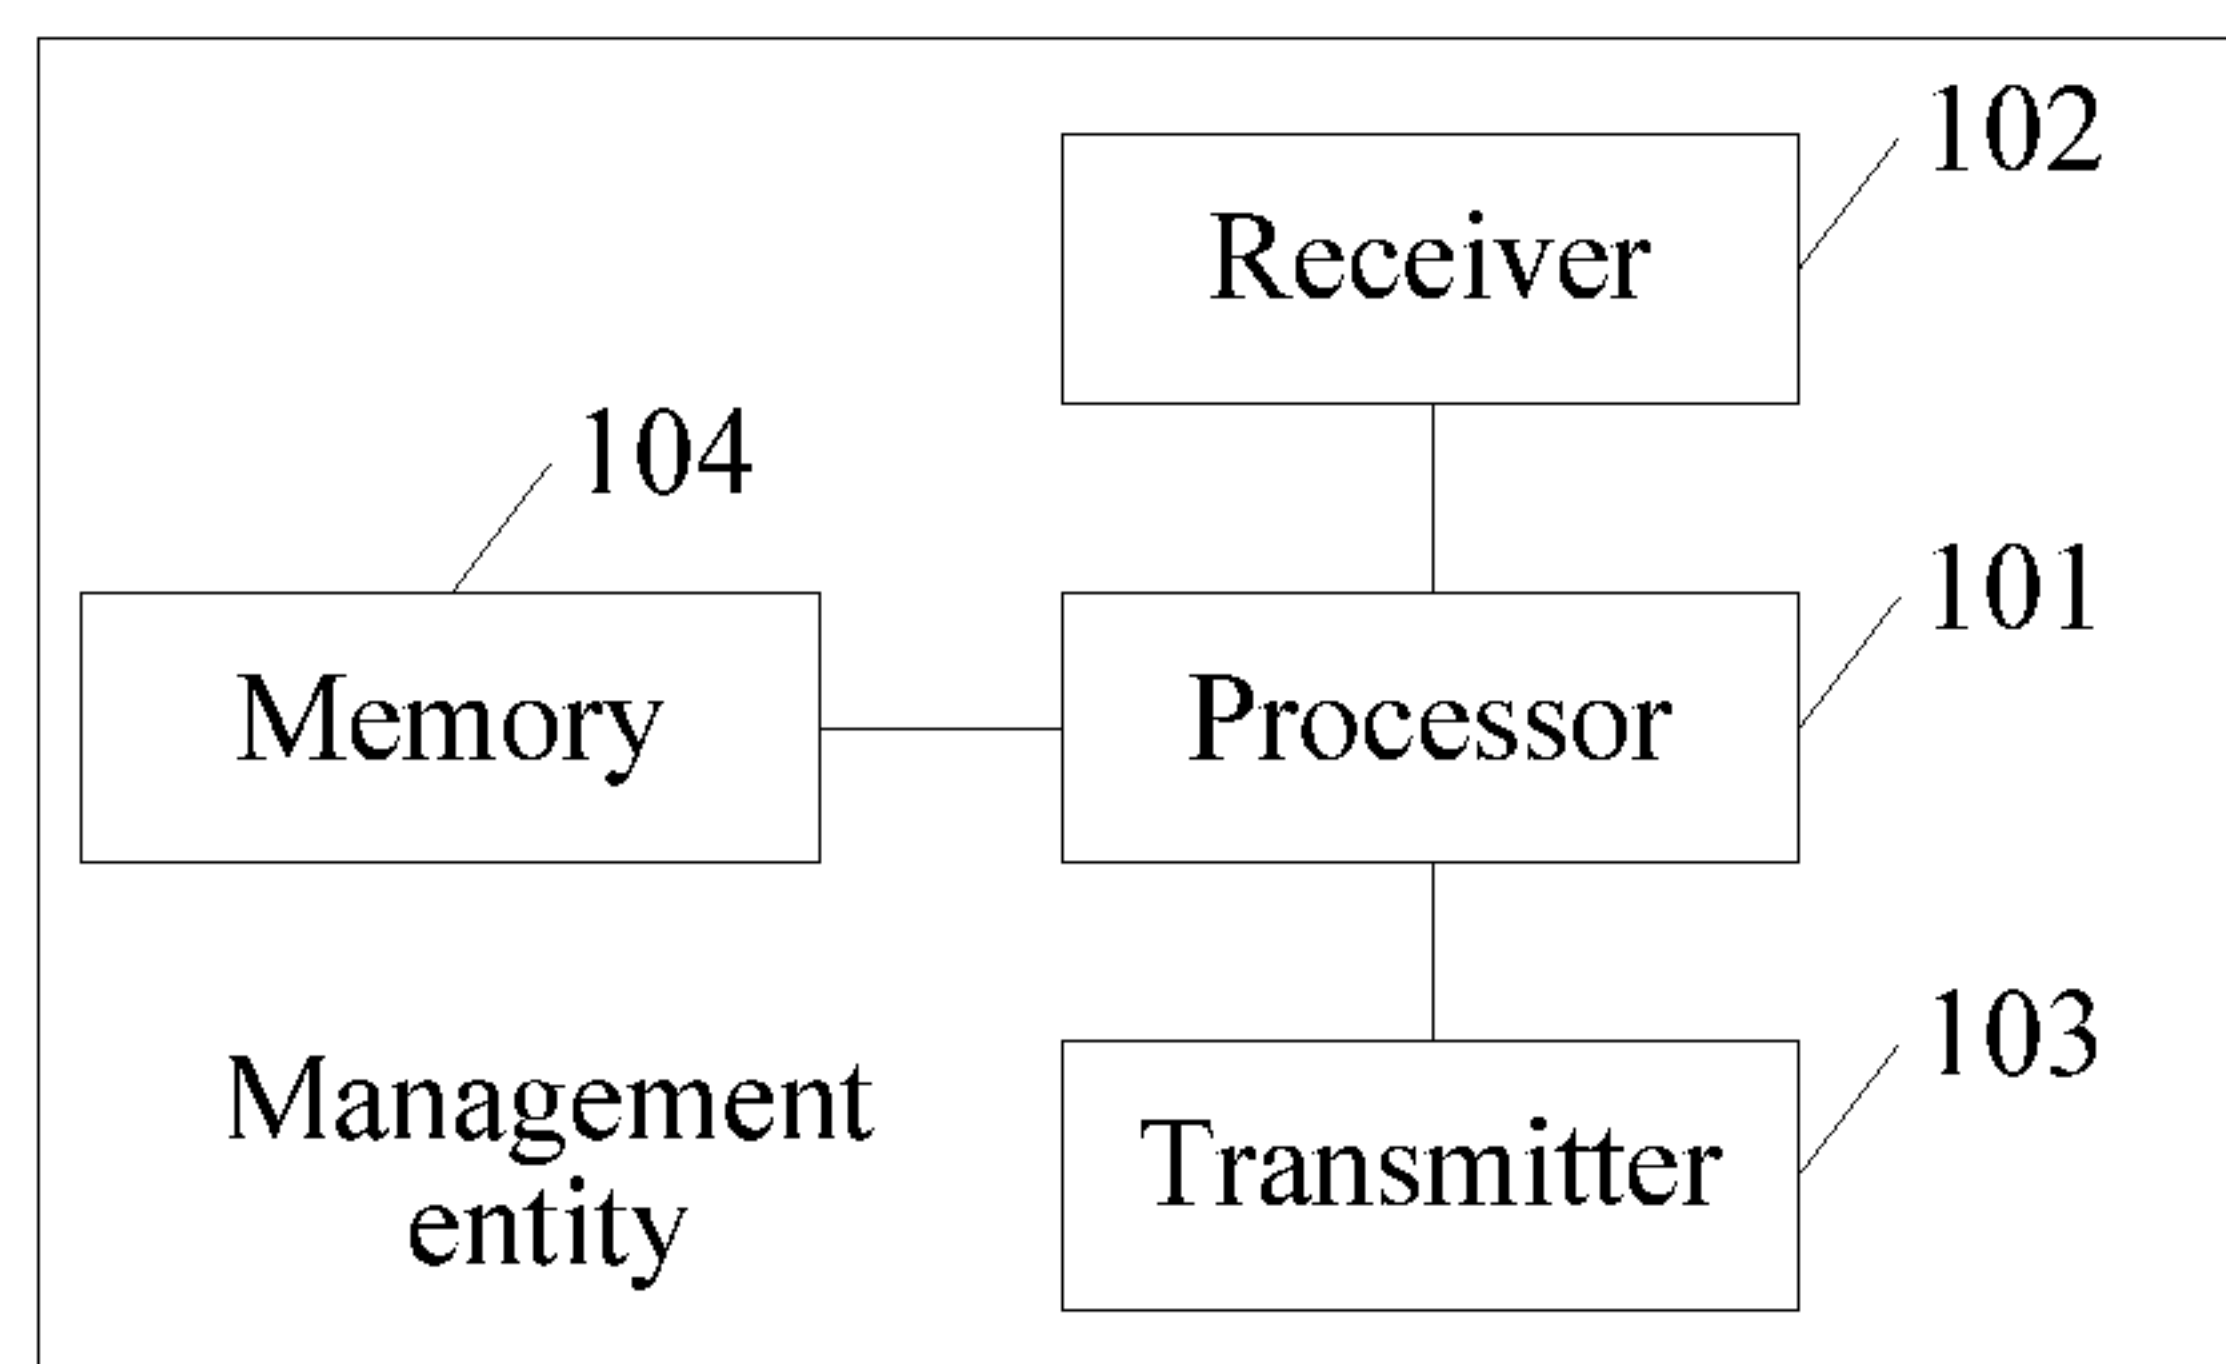 102
Receiver
104
101
Memory
Processor
103
Management
entity
Transmitter